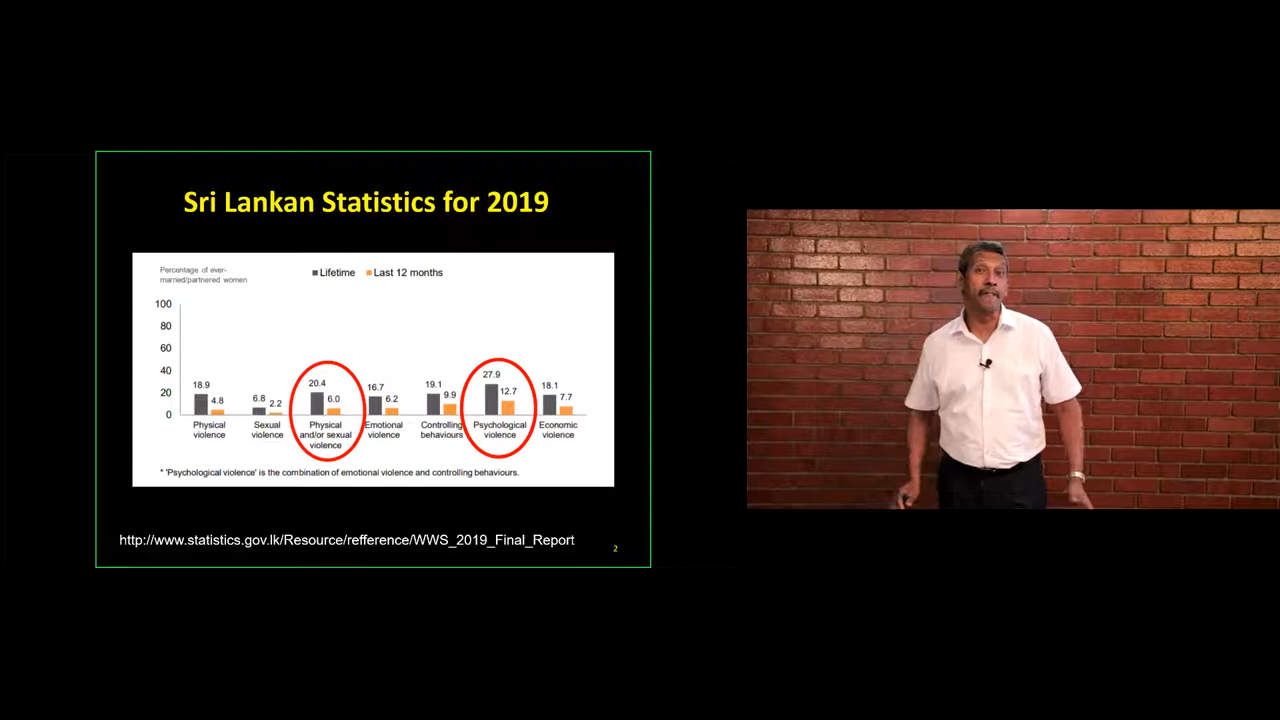 Sri Lankan Statistics for 2019
Percentage of ever-
married/partnered women
Lifetime Last 12 months
100
80
60
40
20
0
18.9 4.8 6.8 2.2 20.4 6.0 16.7 6.2 19.1 9.9 27.9 12.7 18.1 7.7
Physical violence
Sexual violence
Physical and/or sexual violence
Emotional violence
Controlling behaviours
Psychological violence
Economic violence
* 'Psychological violence' is the combination of emotional violence and controlling behaviours.
http://www.statistics.gov.lk/Resource/refference/WWS_2019_Final_Report
2